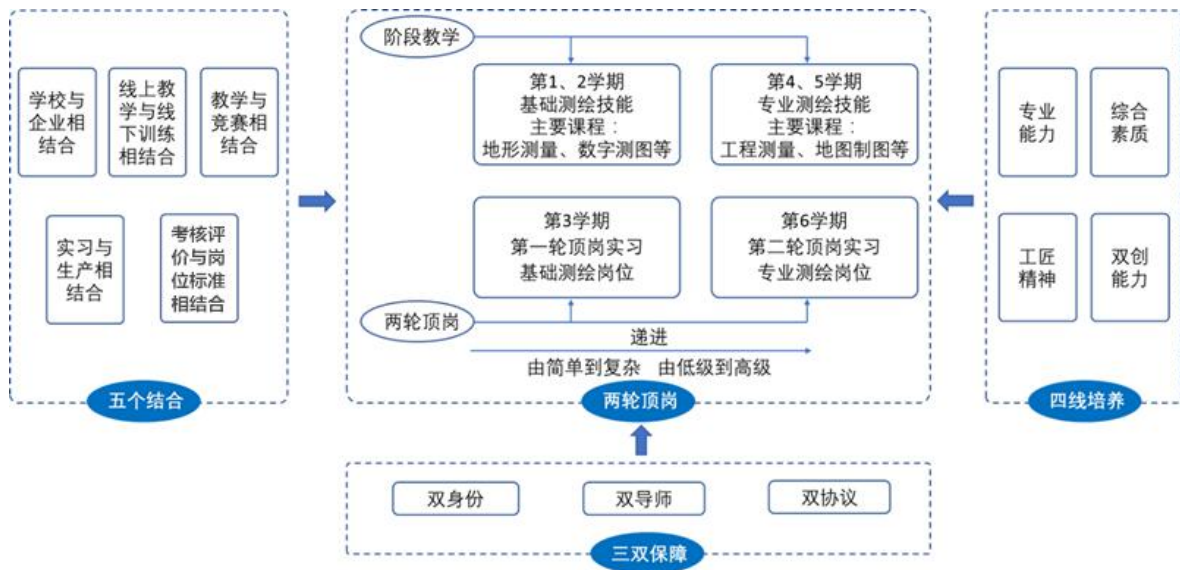 学校与
企业相
结合
线上教
学与线
下训练
相结合
教学与
竞赛相
结合
实习与
生产相
结合
考核评
价与岗
位标准
相结合
五个结合
阶段教学
第1、2学期
基础测绘技能
主要课程：
地形测量、数字测图等
第4、5学期
专业测绘技能
主要课程：
工程测量、地图制图等
第3学期
第一轮顶岗实习
基础测绘岗位
第6学期
第二轮顶岗实习
专业测绘岗位
两轮顶岗
递进
由简单到复杂 由低级到高级
两轮顶岗
专业
能力
综合
素质
工匠
精神
双创
能力
四线培养
双身份
双导师
双协议
三双保障